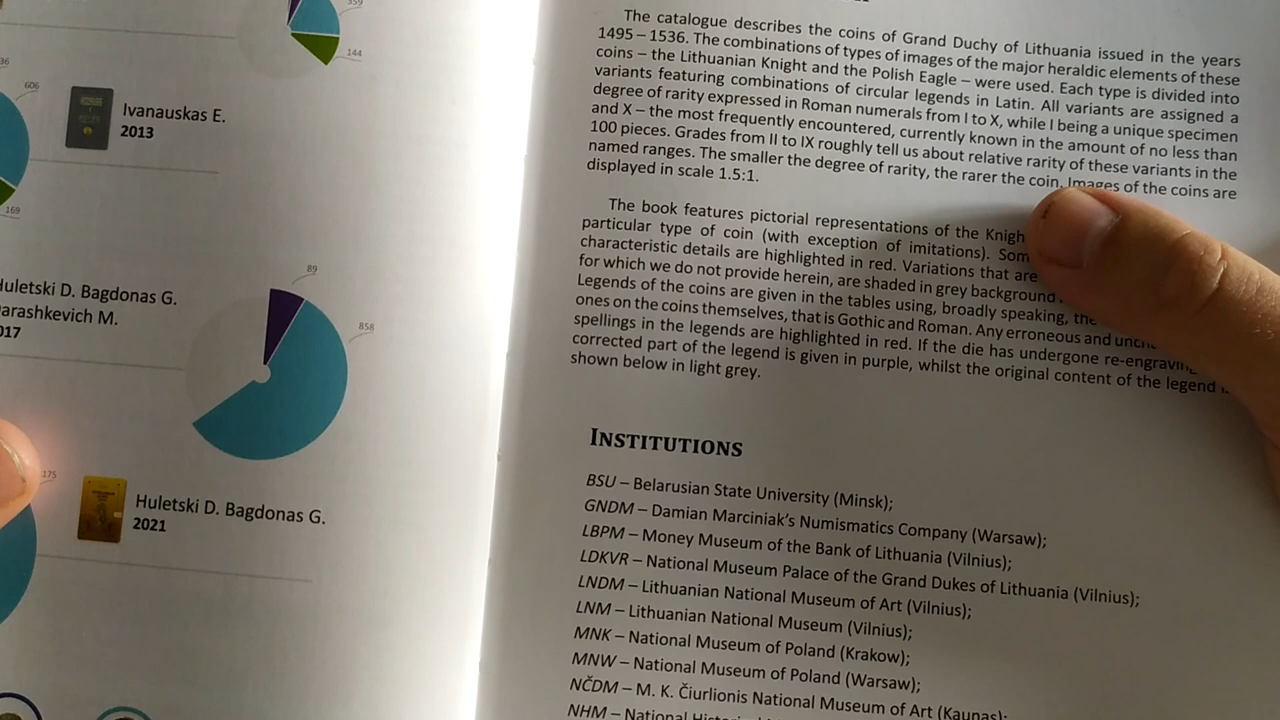 359
144
36
606
Ivanauskas E.
2013
169
Huletski D. Bagdonas G.
Darashkevich M.
2017
89
858
175
Huletski D. Bagdonas G.
2021
The catalogue describes the coins of Grand Duchy of Lithuania issued in the years
1495 – 1536. The combinations of types of images of the major heraldic elements of these
coins – the Lithuanian Knight and the Polish Eagle – were used. Each type is divided into
variants featuring combinations of circular legends in Latin. All variants are assigned a
degree of rarity expressed in Roman numerals from I to X, while I being a unique specimen
and X – the most frequently encountered, currently known in the amount of no less than
100 pieces. Grades from II to IX roughly tell us about relative rarity of these variants in the
named ranges. The smaller the degree of rarity, the rarer the coin. Images of the coins are
displayed in scale 1.5:1.
The book features pictorial representations of the Knigh
particular type of coin (with exception of imitations). Som
characteristic details are highlighted in red. Variations that are
for which we do not provide herein, are shaded in grey background
Legends of the coins are given in the tables using, broadly speaking, the
ones on the coins themselves, that is Gothic and Roman. Any erroneous and
spellings in the legends are highlighted in red. If the die has undergone re-engraving
corrected part of the legend is given in purple, whilst the original content of the legend
shown below in light grey.
INSTITUTIONS
BSU – Belarusian State University (Minsk);
GNDM – Damian Marciniak's Numismatics Company (Warsaw);
LBPM – Money Museum of the Bank of Lithuania (Vilnius);
LDKVR – National Museum Palace of the Grand Dukes of Lithuania (Vilnius);
LNDM – Lithuanian National Museum of Art (Vilnius);
LNM – Lithuanian National Museum (Vilnius);
MNK – National Museum of Poland (Krakow);
MNW – National Museum of Poland (Warsaw);
NČDM – M. K. Čiurlionis National Museum of Art (Kaunas);
NHM – National